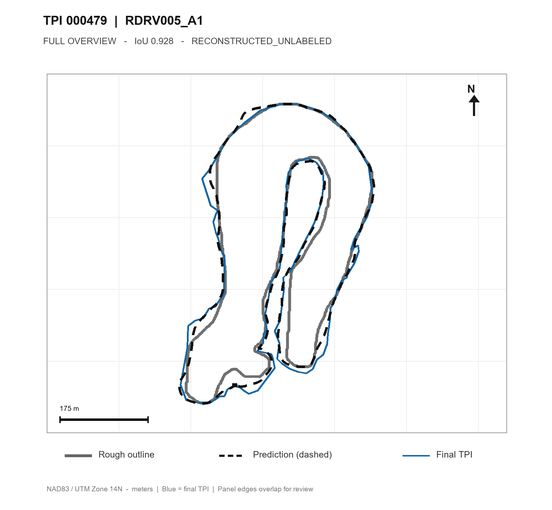 TPI 000479 | RDRV005_A1
FULL OVERVIEW - IoU 0.928 - RECONSTRUCTED_UNLABELED
N
175 m
Rough outline Prediction (dashed) Final TPI
NAD83 / UTM Zone 14N - meters | Blue = final TPI | Panel edges overlap for review